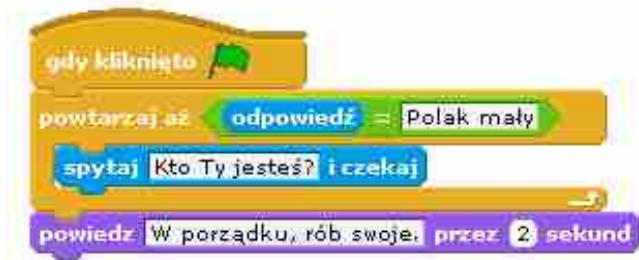 gdy kliknięto
powtarzaj aż odpowiedź = Polak mały
spytaj Kto Ty jesteś? i czekaj
powiedz W porządku, rób swoje. przez 2 sekund